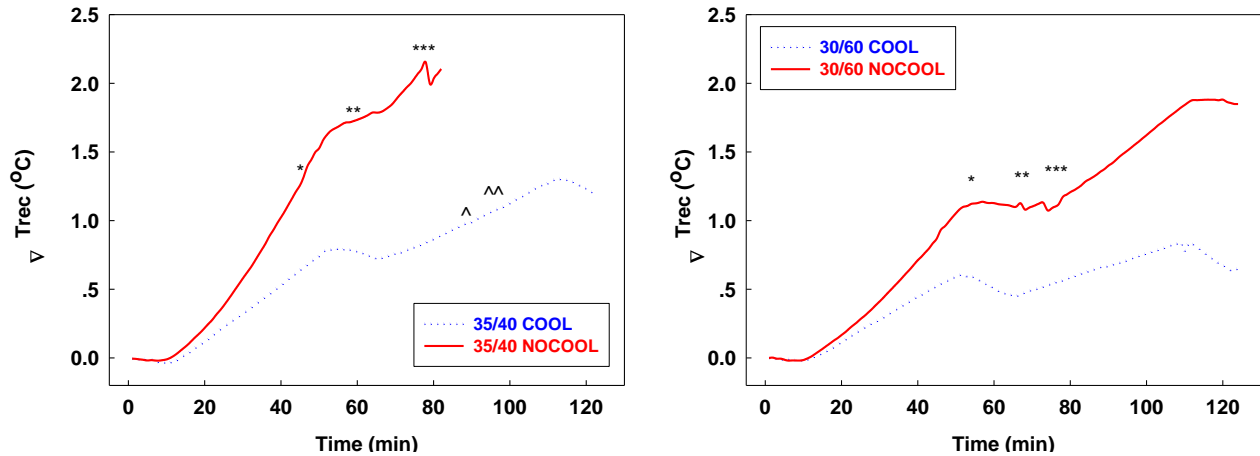 2.5
2.0
1.5
1.0
.5
0.0
∇ Trec (°C)
***
**
*
^
^^
35/40 COOL
35/40 NOCOOL
0 20 40 60 80 100 120
Time (min)
2.5
2.0
1.5
1.0
.5
0.0
∇ Trec (°C)
30/60 COOL
30/60 NOCOOL
* ** ***
0 20 40 60 80 100 120
Time (min)